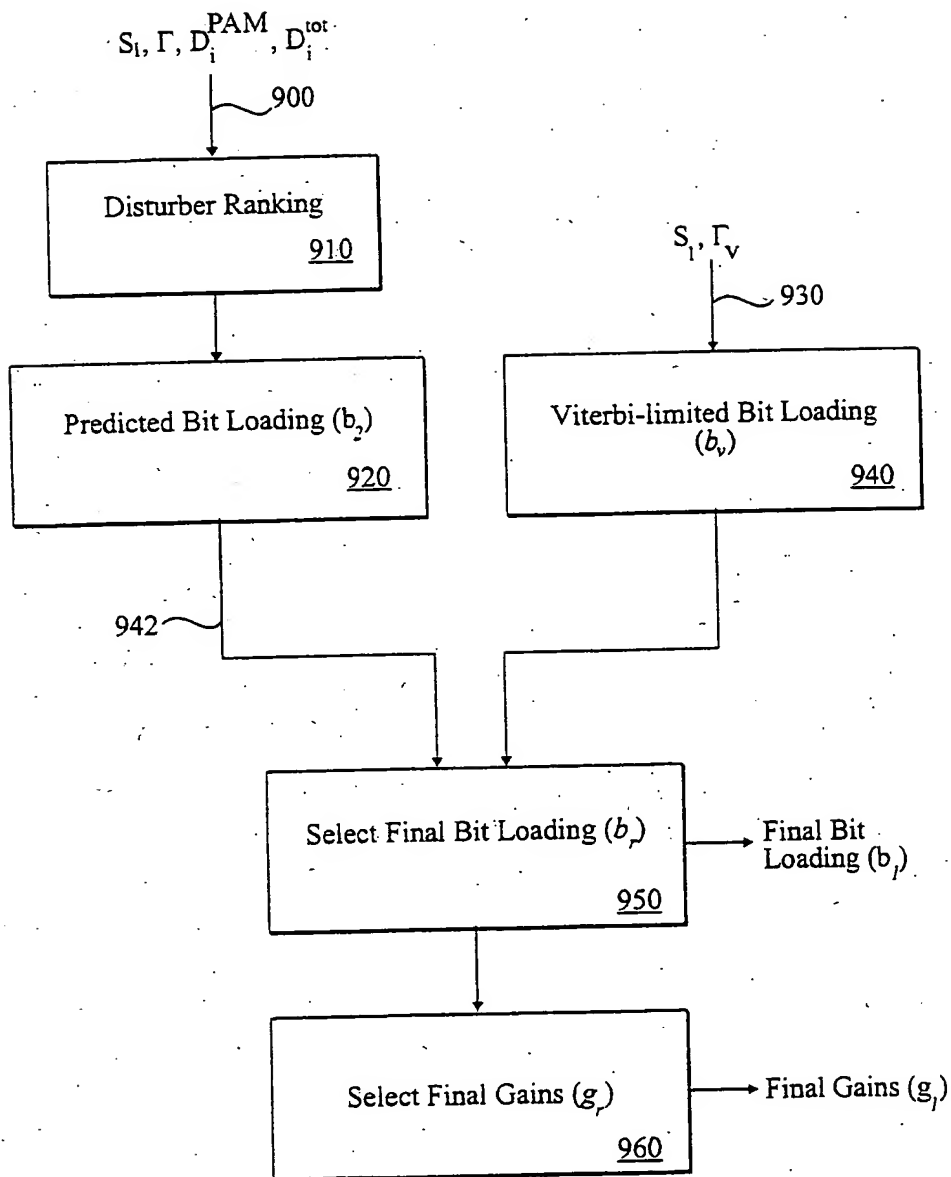 S_l, Γ, D_i^PAM, D_i^tot
900
Disturber Ranking
910
S_l, Γ_v
930
Predicted Bit Loading (b_2)
920
Viterbi-limited Bit Loading
(b_v)
940
942
Select Final Bit Loading (b_r)
950
Final Bit
Loading (b_l)
Select Final Gains (g_r)
960
Final Gains (g_l)